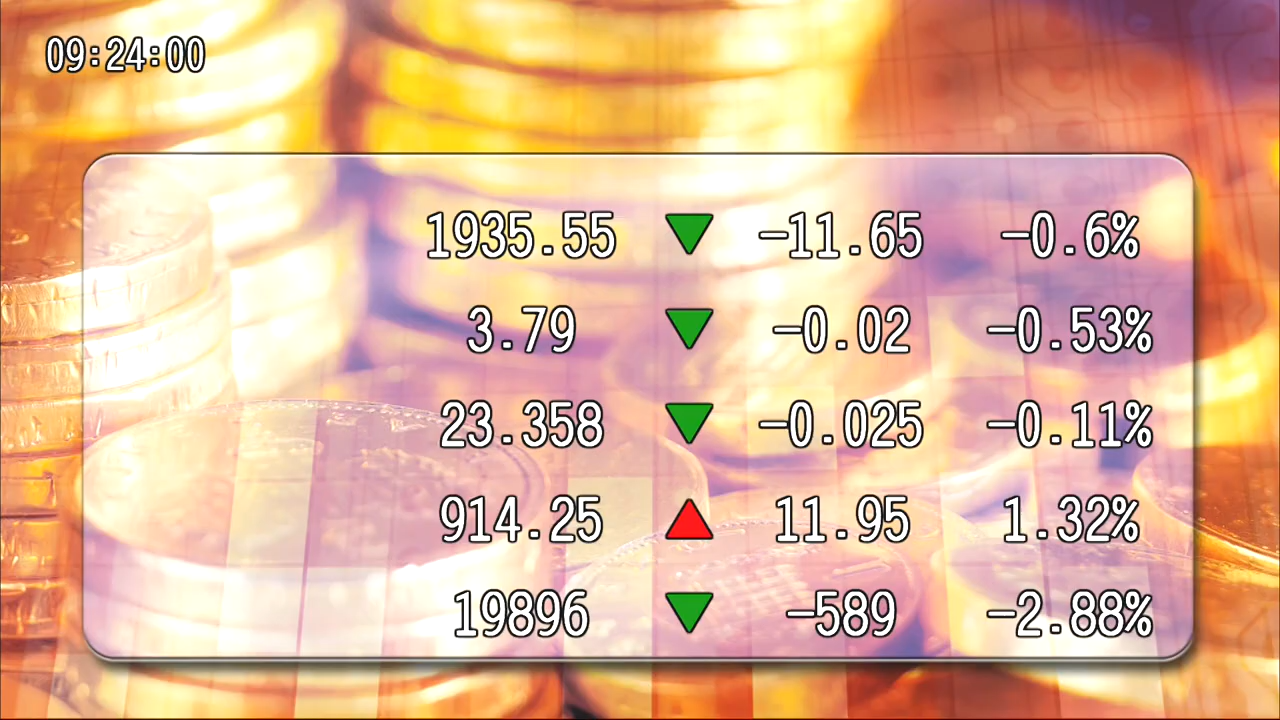 09:24:00
1935.55 ▼ −11.65 −0.6%
3.79 ▼ −0.02 −0.53%
23.358 ▼ −0.025 −0.11%
914.25 ▲ 11.95 1.32%
19896 ▼ −589 −2.88%